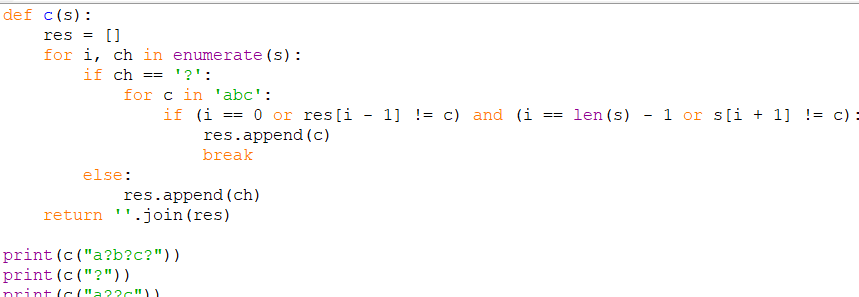 def c(s):
    res = []
    for i, ch in enumerate(s):
        if ch == '?':
            for c in 'abc':
                if (i == 0 or res[i - 1] != c) and (i == len(s) - 1 or s[i + 1] != c):
                    res.append(c)
                    break
        else:
            res.append(ch)
    return ''.join(res)

print(c("a?b?c?"))
print(c("?"))
print(c("a??c"))